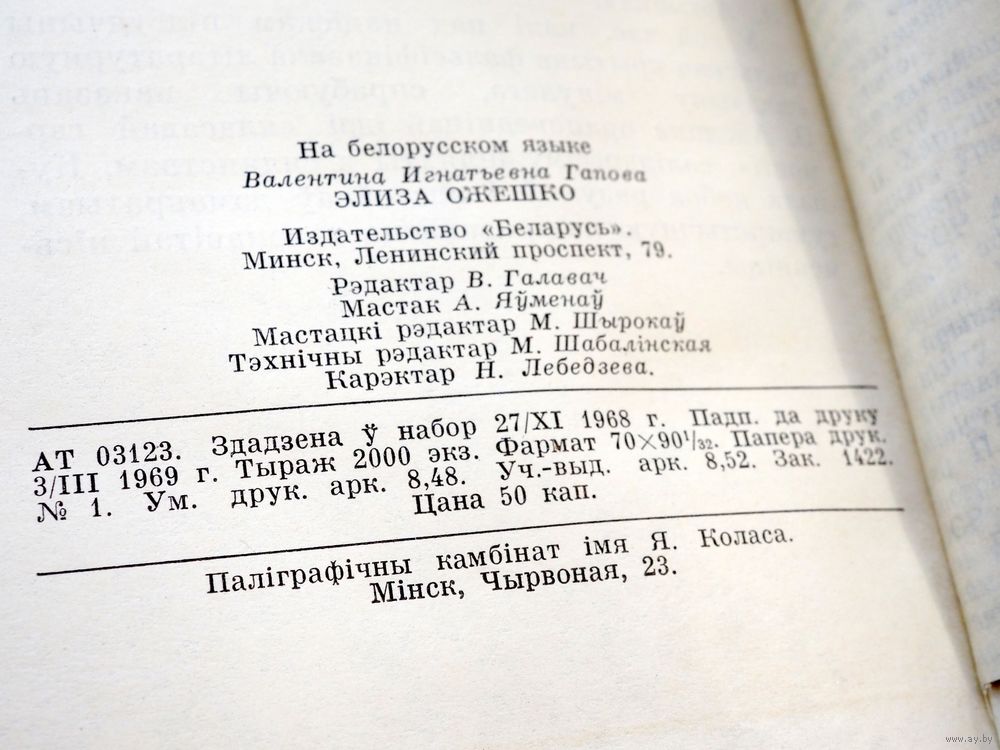 На белорусском языке
Валентина Игнатьевна Гапова
ЭЛИЗА ОЖЕШКО
Издательство «Беларусь».
Минск, Ленинский проспект, 79.
Рэдактар В. Галавач
Мастак А. Яўменаў
Мастацкі рэдактар М. Шырокаў
Тэхнічны рэдактар М. Шабалінская
Карэктар Н. Лебедзева.
АТ 03123. Здадзена ў набор 27/XI 1968 г. Падп. да друку
3/III 1969 г. Тыраж 2000 экз. Фармат 70×90¹/₃₂. Папера друк.
№ 1. Ум. друк. арк. 8,48. Уч.-выд. арк. 8,52. Зак. 1422.
Цана 50 кап.
Паліграфічны камбінат імя Я. Коласа.
Мінск, Чырвоная, 23.
www.ay.by